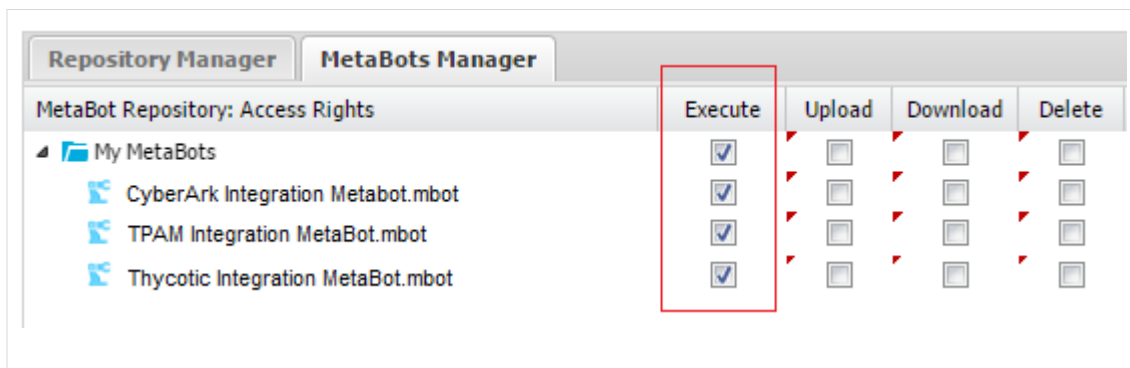 Repository Manager MetaBots Manager
MetaBot Repository: Access Rights Execute Upload Download Delete
My MetaBots
CyberArk Integration Metabot.mbot
TPAM Integration MetaBot.mbot
Thycotic Integration MetaBot.mbot